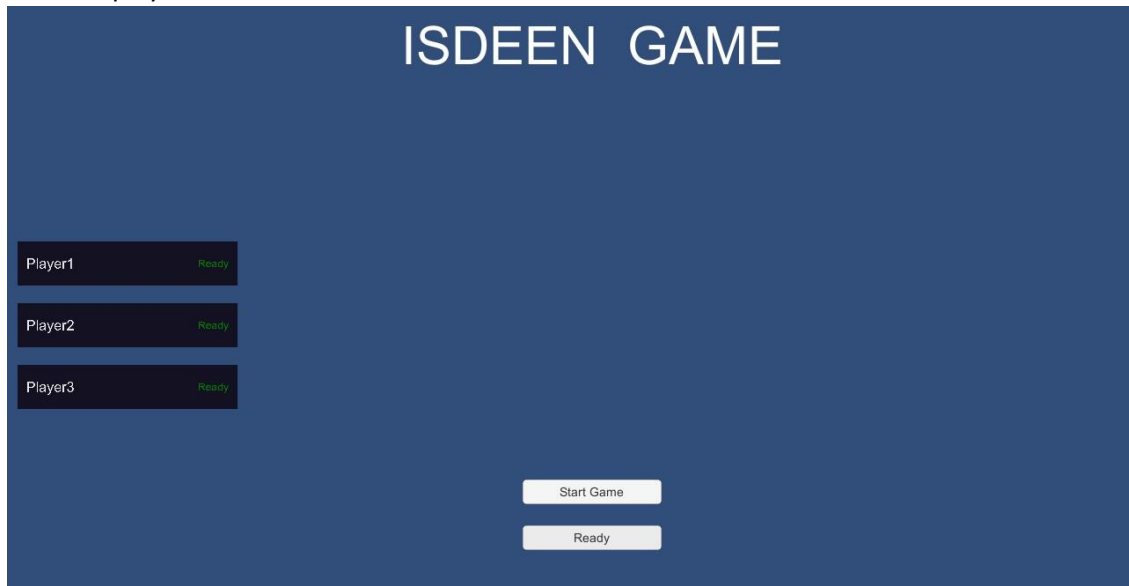 ISDEEN GAME
Player1 Ready
Player2 Ready
Player3 Ready
Start Game
Ready